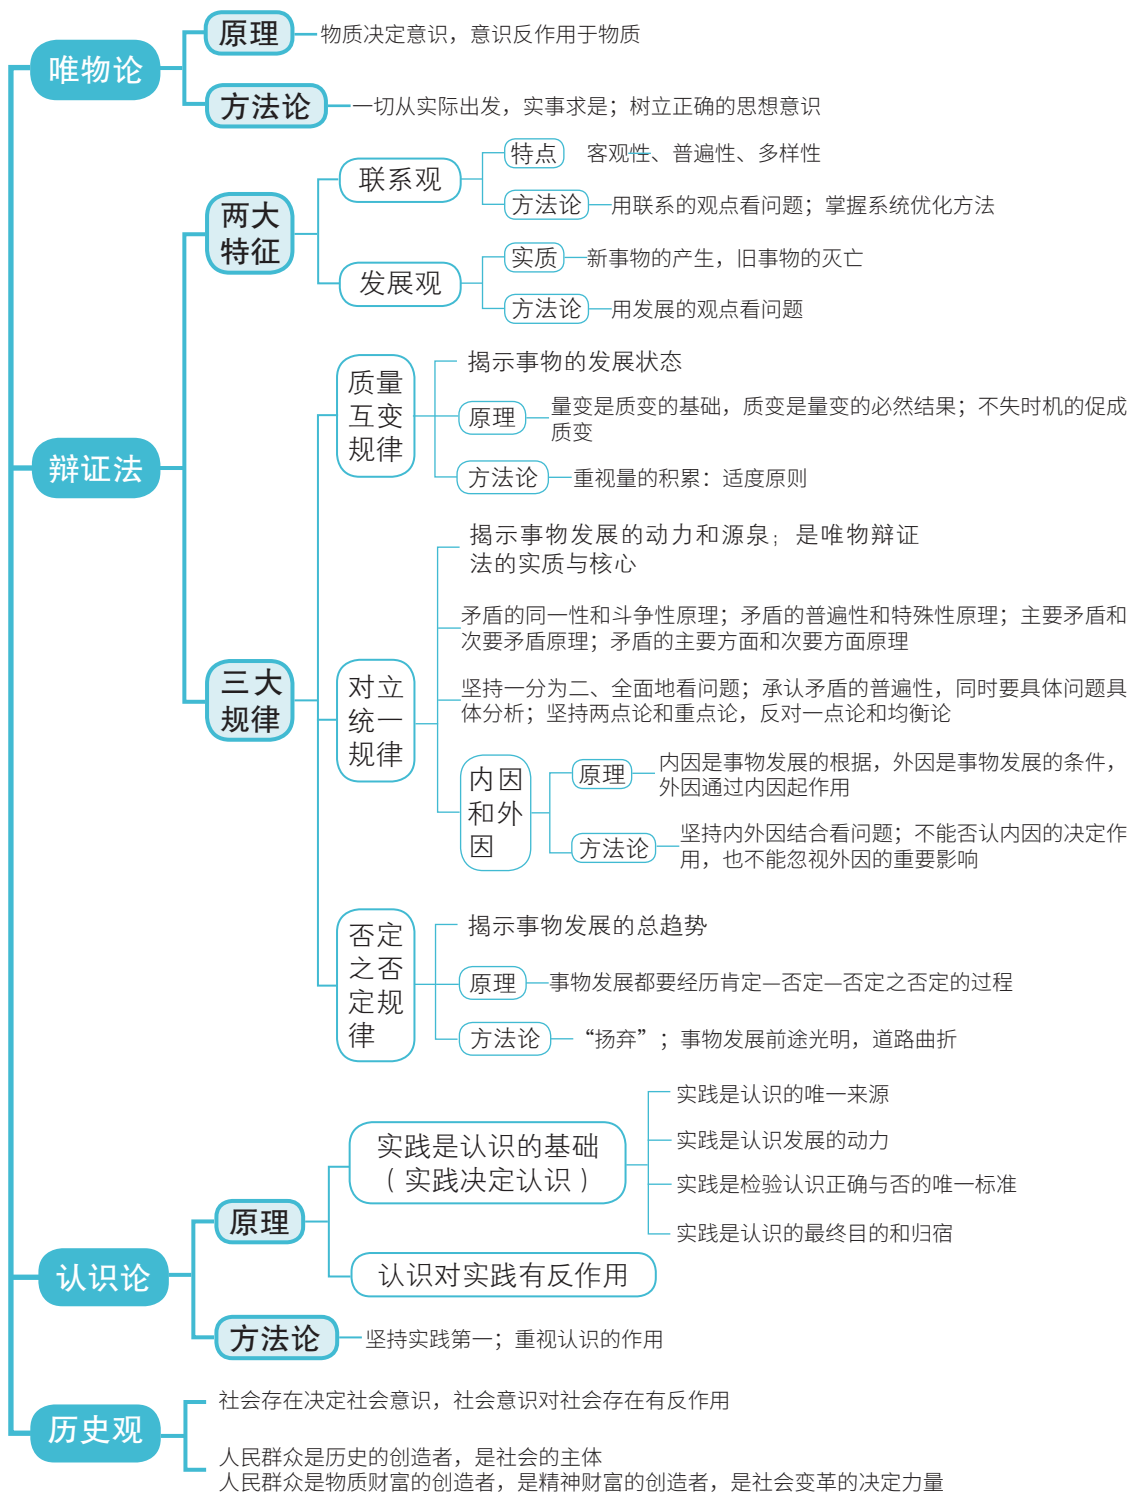 唯物论
原理
物质决定意识，意识反作用于物质
方法论
一切从实际出发，实事求是；树立正确的思想意识
辩证法
两大
特征
联系观
特点
客观性、普遍性、多样性
方法论
用联系的观点看问题；掌握系统优化方法
发展观
实质
新事物的产生，旧事物的灭亡
方法论
用发展的观点看问题
三大
规律
质量
互变
规律
揭示事物的发展状态
原理
量变是质变的基础，质变是量变的必然结果；不失时机的促成
质变
方法论
重视量的积累：适度原则
对立
统一
规律
揭示事物发展的动力和源泉；是唯物辩证
法的实质与核心
矛盾的同一性和斗争性原理；矛盾的普遍性和特殊性原理；主要矛盾和
次要矛盾原理；矛盾的主要方面和次要方面原理
坚持一分为二、全面地看问题；承认矛盾的普遍性，同时要具体问题具
体分析；坚持两点论和重点论，反对一点论和均衡论
内因
和外
因
原理
内因是事物发展的根据，外因是事物发展的条件，
外因通过内因起作用
方法论
坚持内外因结合看问题；不能否认内因的决定作
用，也不能忽视外因的重要影响
否定
之否
定规
律
揭示事物发展的总趋势
原理
事物发展都要经历肯定—否定—否定之否定的过程
方法论
“扬弃”；事物发展前途光明，道路曲折
认识论
原理
实践是认识的基础
（实践决定认识）
实践是认识的唯一来源
实践是认识发展的动力
实践是检验认识正确与否的唯一标准
实践是认识的最终目的和归宿
认识对实践有反作用
方法论
坚持实践第一；重视认识的作用
历史观
社会存在决定社会意识，社会意识对社会存在有反作用
人民群众是历史的创造者，是社会的主体
人民群众是物质财富的创造者，是精神财富的创造者，是社会变革的决定力量